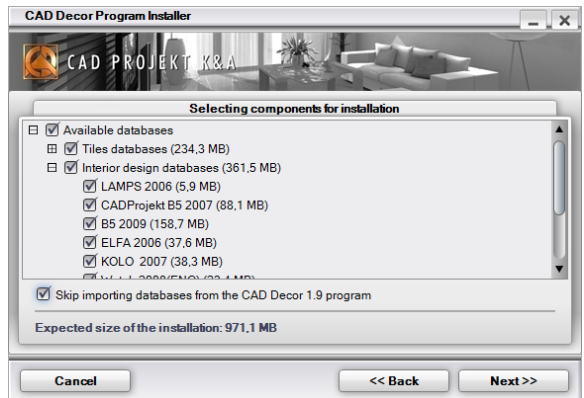 CAD Decor Program Installer
CAD PROJEKT K&A
Selecting components for installation
Available databases
Tiles databases (234,3 MB)
Interior design databases (361,5 MB)
LAMPS 2006 (5,9 MB)
CADProjekt B5 2007 (88,1 MB)
B5 2009 (158,7 MB)
ELFA 2006 (37,6 MB)
KOLO 2007 (38,3 MB)
Skip importing databases from the CAD Decor 1.9 program
Expected size of the installation: 971,1 MB
Cancel
<< Back
Next >>